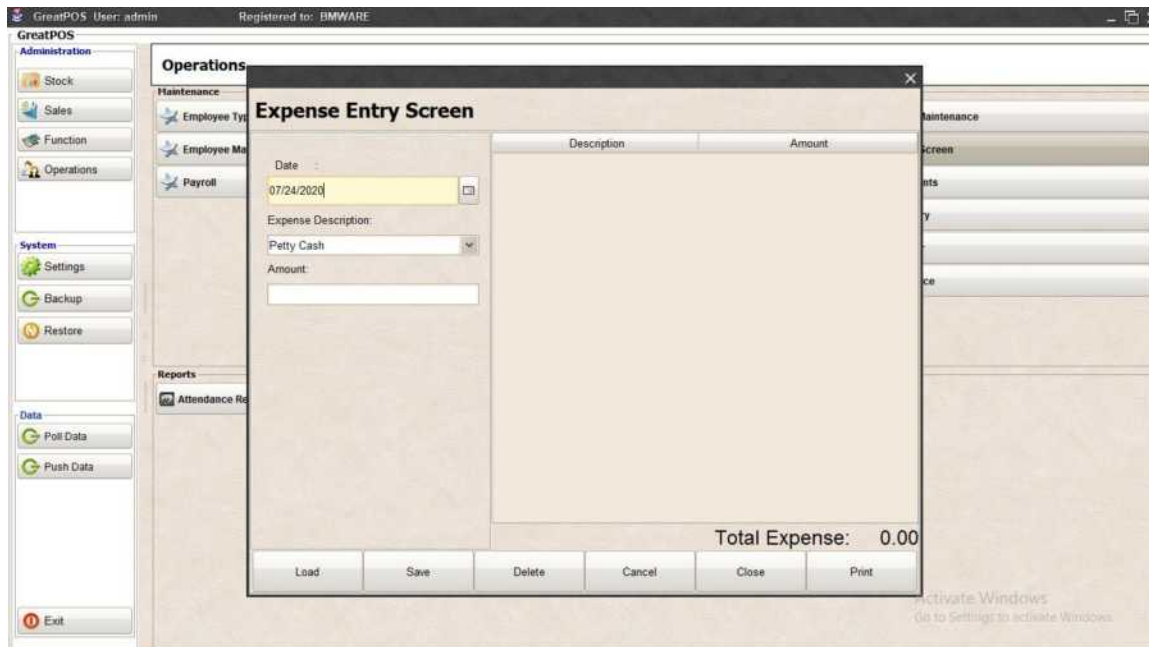 GreatPOS User: admin Registered to: BMWARE
GreatPOS
Administration
Stock
Sales
Function
Operations
System
Settings
Backup
Restore
Data
Poll Data
Push Data
Exit
Operations
Maintenance
Employee Typ
Employee Ma
Payroll
Reports
Attendance Re
Expense Entry Screen
Date :
07/24/2020
Expense Description:
Petty Cash
Amount:
Description Amount
Total Expense: 0.00
Load Save Delete Cancel Close Print
Maintenance
Screen
nts
y
ce
Activate Windows
Go to Settings to activate Windows.